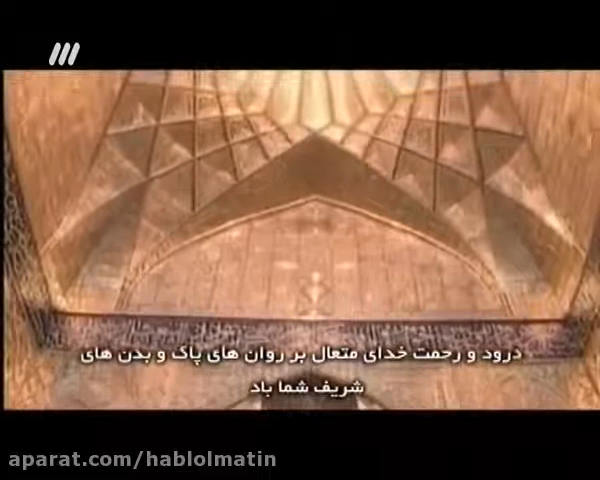 درود و رحمت خدای متعال بر روان های پاک و بدن های
شریف شما باد
aparat.com/hablolmatin